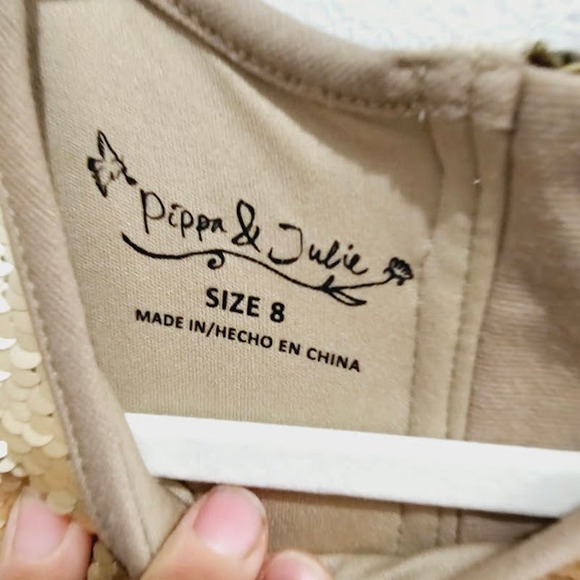 Pippa & Julie
SIZE 8
MADE IN/HECHO EN CHINA